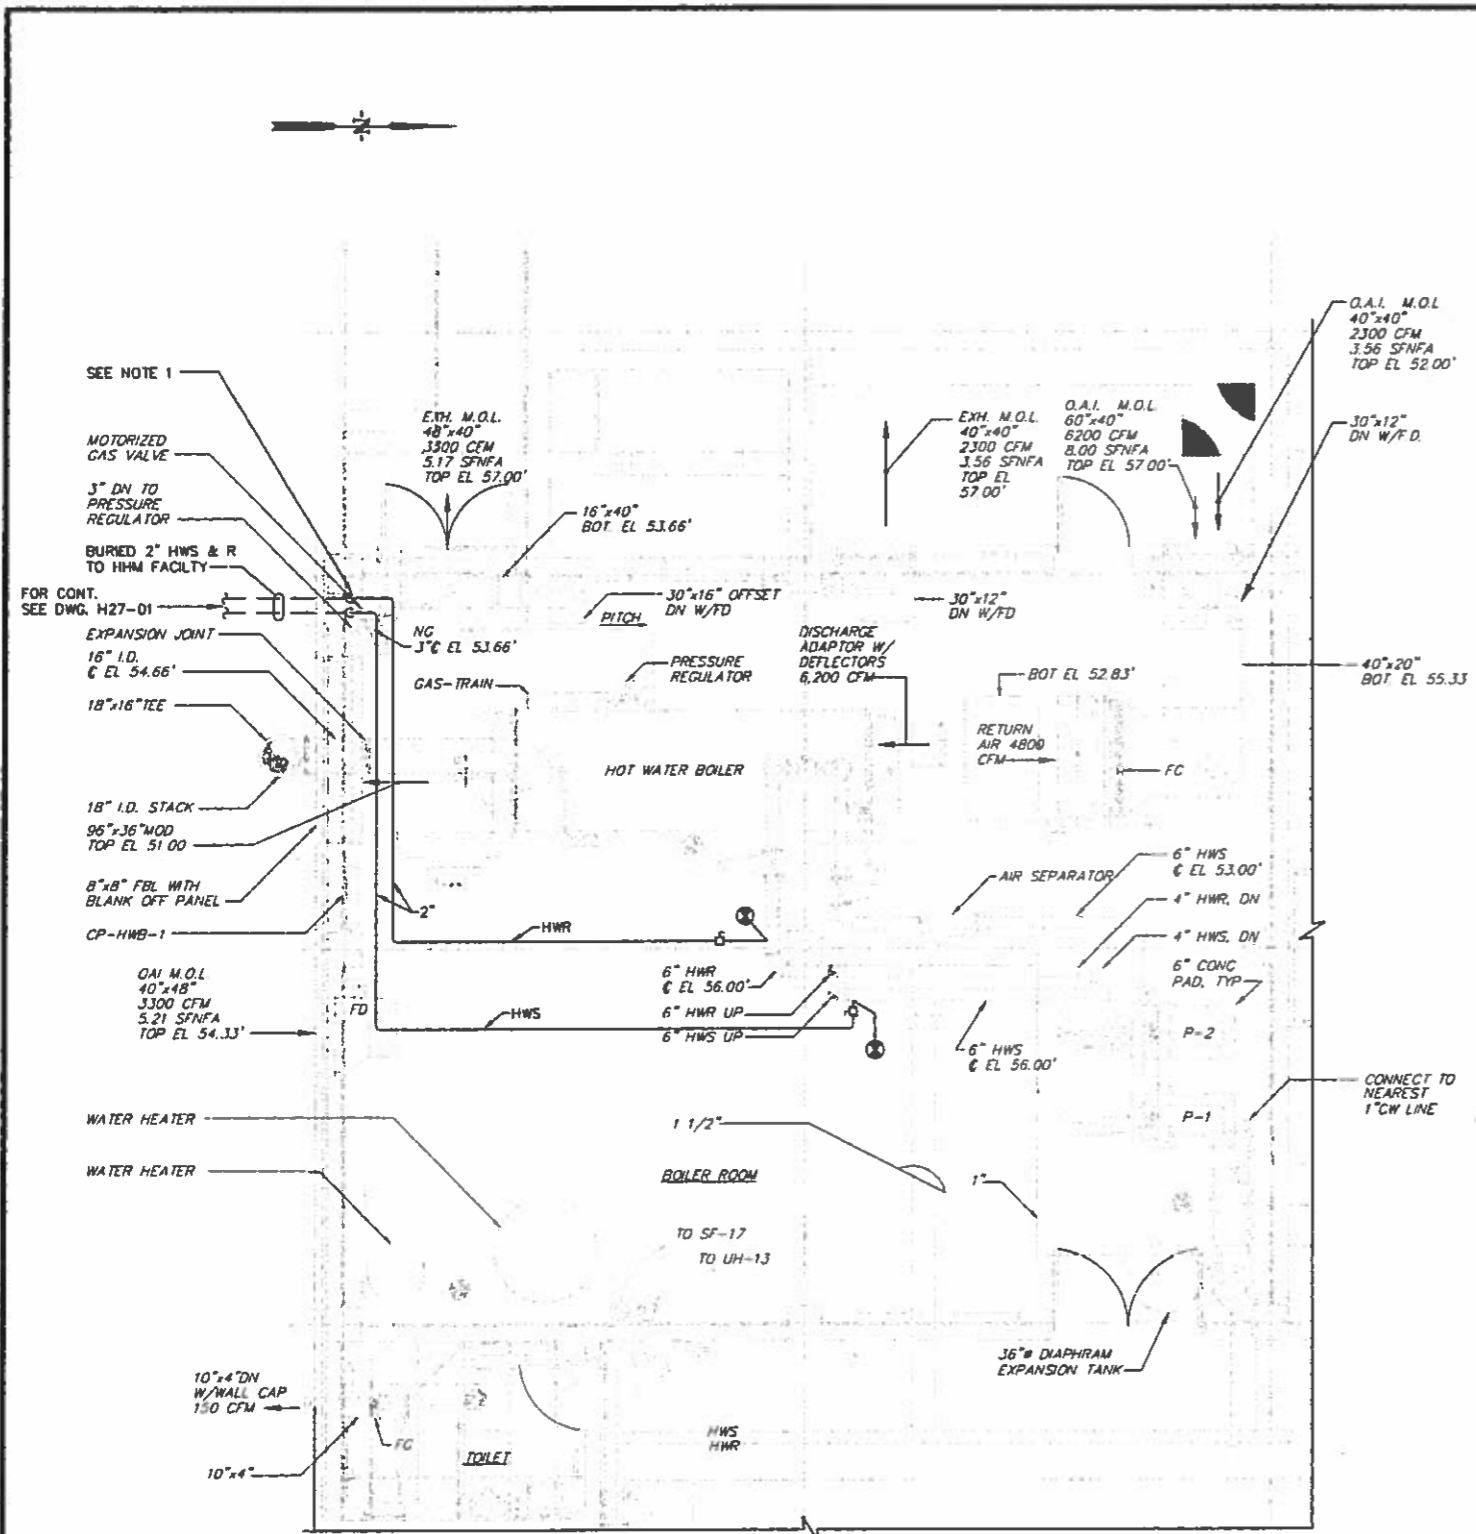 N
O.A.I. M.O.L
40"x40"
2300 CFM
3.56 SFNFA
TOP EL 52.00'
SEE NOTE 1
EXH. M.O.L.
48"x40"
3300 CFM
5.17 SFNFA
TOP EL 57.00'
EXH. M.O.L.
40"x40"
2300 CFM
3.56 SFNFA
TOP EL
57.00'
O.A.I. M.O.L.
60"x40"
6200 CFM
8.00 SFNFA
TOP EL 57.00'
30"x12"
DN W/F.D.
MOTORIZED
GAS VALVE
3" DN TO
PRESSURE
REGULATOR
16"x40"
BOT EL 53.66'
BURIED 2" HWS & R
TO HHM FACILTY
FOR CONT.
SEE DWG. H27-01
30"x16" OFFSET
DN W/FD
PITCH
30"x12"
DN W/FD
EXPANSION JOINT
NG
3"℄ EL 53.66'
DISCHARGE
ADAPTOR W/
DEFLECTORS
6,200 CFM
16" I.D.
℄ EL 54.66'
PRESSURE
REGULATOR
BOT EL 52.83'
40"x20"
BOT EL 55.33
GAS-TRAIN
18"x16"TEE
RETURN
AIR 4800
CFM
HOT WATER BOILER
FC
18" I.D. STACK
96"x36"MOD
TOP EL 51.00
6" HWS
℄ EL 53.00'
8"x8" FBL WITH
BLANK OFF PANEL
AIR SEPARATOR
4" HWR, DN
2"
CP-HWB-1
HWR
4" HWS, DN
OAI M.O.L
40"x48"
3300 CFM
5.21 SFNFA
TOP EL 54.33'
6" HWR
℄ EL 56.00'
6" CONC
PAD, TYP
FD
HWS
6" HWR UP
6" HWS UP
P-2
6" HWS
℄ EL 56.00'
CONNECT TO
NEAREST
1"CW LINE
WATER HEATER
1 1/2"
P-1
WATER HEATER
BOILER ROOM
1"
TO SF-17
TO UH-13
36"ø DIAPHRAM
EXPANSION TANK
10"x4"DN
W/WALL CAP
150 CFM
FC
HWS
HWR
10"x4"
TOILET